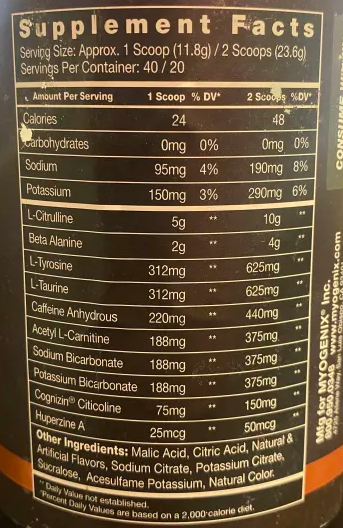 Supplement Facts
Serving Size: Approx. 1 Scoop (11.8g) / 2 Scoops (23.6g)
Servings Per Container: 40 / 20
Amount Per Serving 1 Scoop % DV* 2 Scoops %DV*
Calories 24 48
Carbohydrates 0mg 0% 0mg 0%
Sodium 95mg 4% 190mg 8%
Potassium 150mg 3% 290mg 6%
L-Citrulline 5g ** 10g **
Beta Alanine 2g ** 4g **
L-Tyrosine 312mg ** 625mg **
L-Taurine 312mg ** 625mg **
Caffeine Anhydrous 220mg ** 440mg **
Acetyl L-Carnitine 188mg ** 375mg **
Sodium Bicarbonate 188mg ** 375mg **
Potassium Bicarbonate 188mg ** 375mg **
Cognizin® Citicoline 75mg ** 150mg **
Huperzine A 25mcg ** 50mcg **
Other Ingredients: Malic Acid, Citric Acid, Natural &
Artificial Flavors, Sodium Citrate, Potassium Citrate,
Sucralose, Acesulfame Potassium, Natural Color.
** Daily Value not established.
*Percent Daily Values are based on a 2,000 calorie diet.
CONSUME
Mfg for MYOGENIX® Inc.
www.myogenix.com